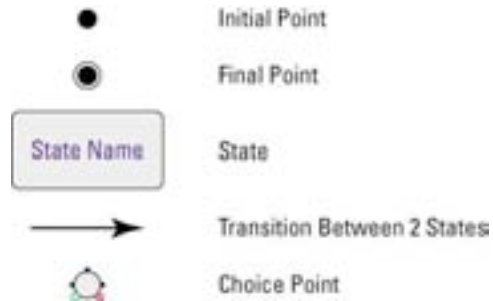 Initial Point
Final Point
State Name
State
Transition Between 2 States
Choice Point